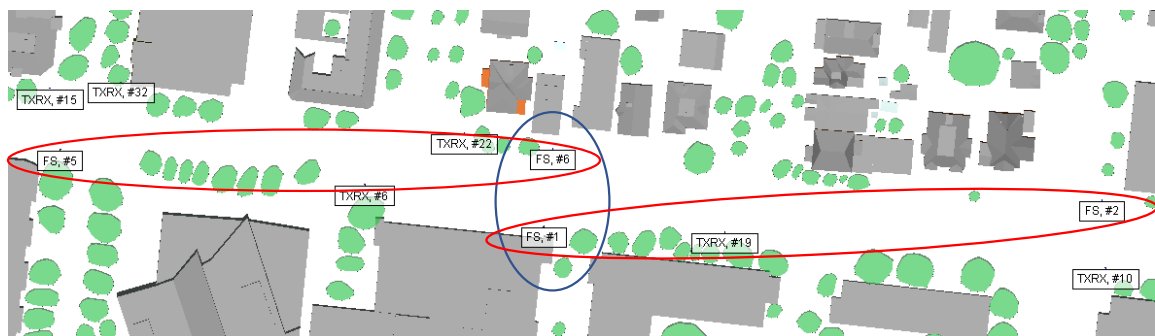 TXRX, #15
TXRX, #32
TXRX, #22
FS, #5
FS, #6
TXRX, #6
FS, #2
FS, #1
TXRX, #19
TXRX, #10